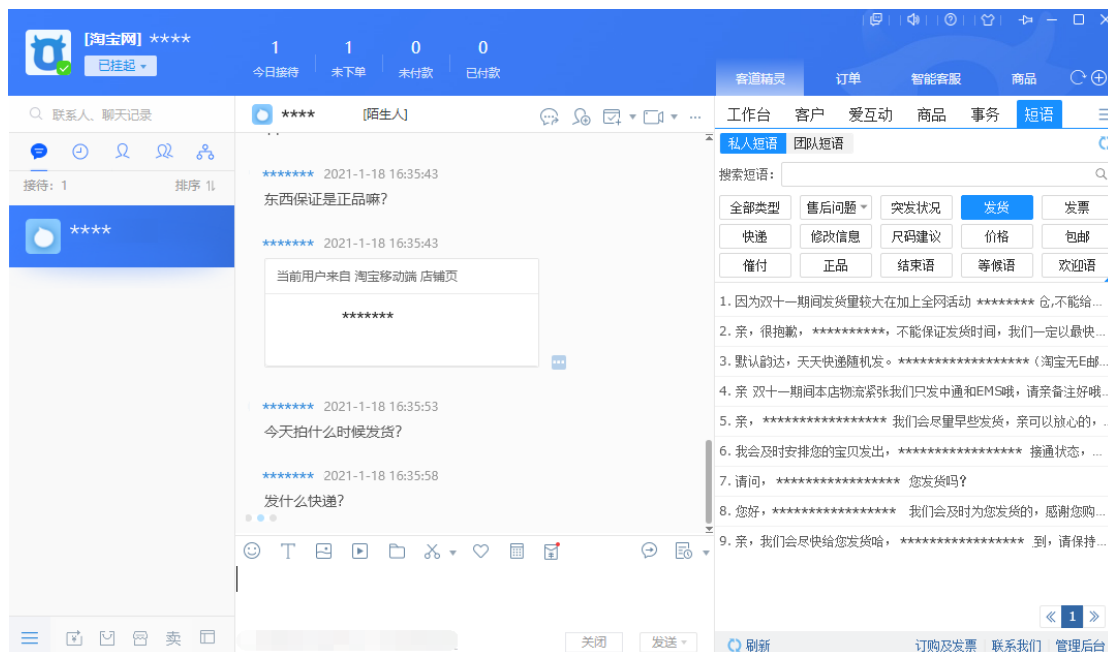 [淘宝网] ****
已挂起
1 1 0 0
今日接待 未下单 未付款 已付款
客道精灵 订单 智能客服 商品
联系人、聊天记录
接待: 1 排序
****
**** [陌生人]
******* 2021-1-18 16:35:43
东西保证是正品嘛?
******* 2021-1-18 16:35:43
当前用户来自 淘宝移动端 店铺页
*******
******* 2021-1-18 16:35:53
今天拍什么时候发货?
******* 2021-1-18 16:35:58
发什么快递?
关闭 发送
卖
工作台 客户 爱互动 商品 事务 短语
私人短语 团队短语
搜索短语:
全部类型 售后问题 突发状况 发货 发票
快递 修改信息 尺码建议 价格 包邮
催付 正品 结束语 等候语 欢迎语
1. 因为双十一期间发货量较大在加上全网活动 ******** 仓,不能给...
2. 亲，很抱歉，**********，不能保证发货时间，我们一定以最快...
3. 默认韵达，天天快递随机发。******************（淘宝无E邮...
4. 亲 双十一期间本店物流紧张我们只发中通和EMS哦，请亲备注好哦...
5. 亲，***************** 我们会尽量早些发货，亲可以放心的，...
6. 我会及时安排您的宝贝发出，***************** 接通状态，...
7. 请问，***************** 您发货吗?
8. 您好，***************** 我们会及时为您发货的，感谢您购...
9. 亲，我们会尽快给您发货哈，***************** 到，请保持...
1
刷新 订购及发票 联系我们 管理后台